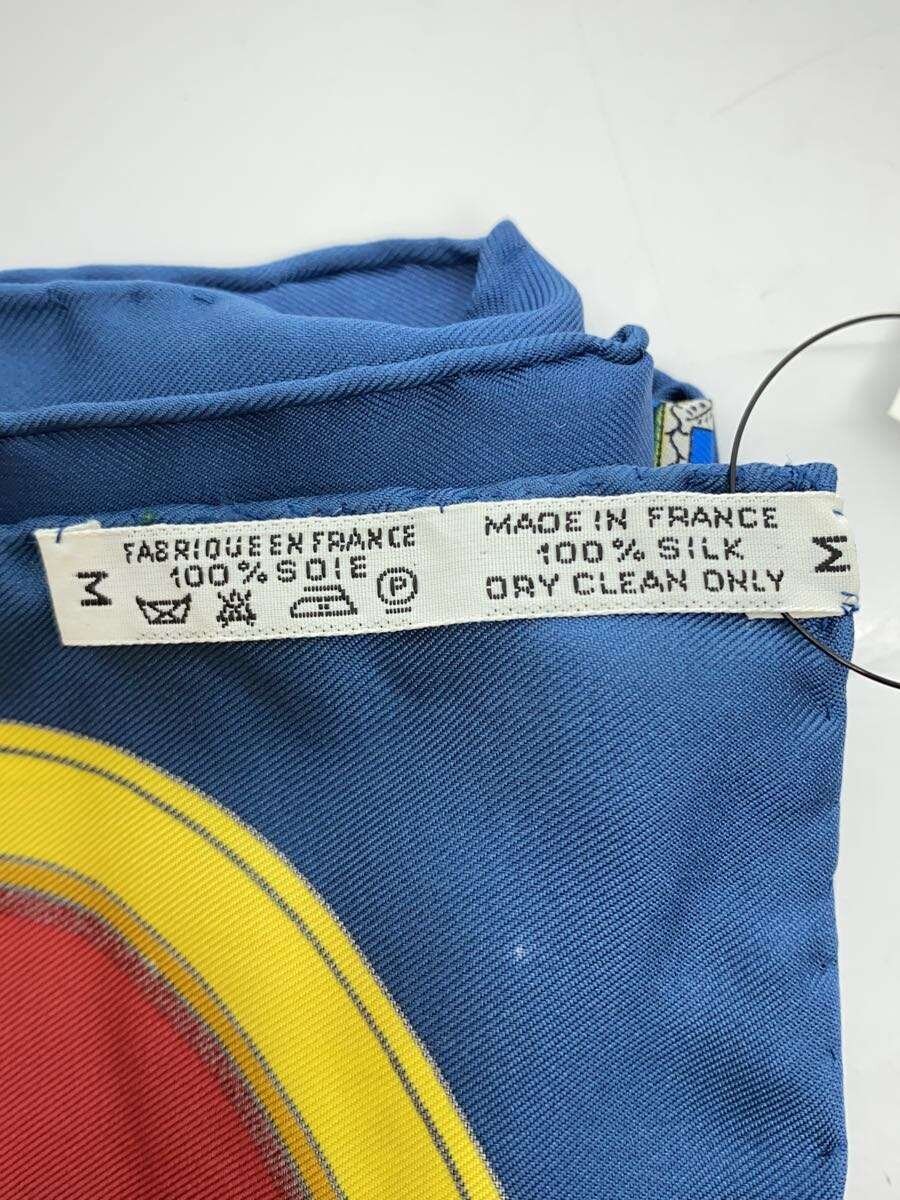 FABRIQUE EN FRANCE
100% SOIE
M
P
MADE IN FRANCE
100% SILK
DRY CLEAN ONLY
M